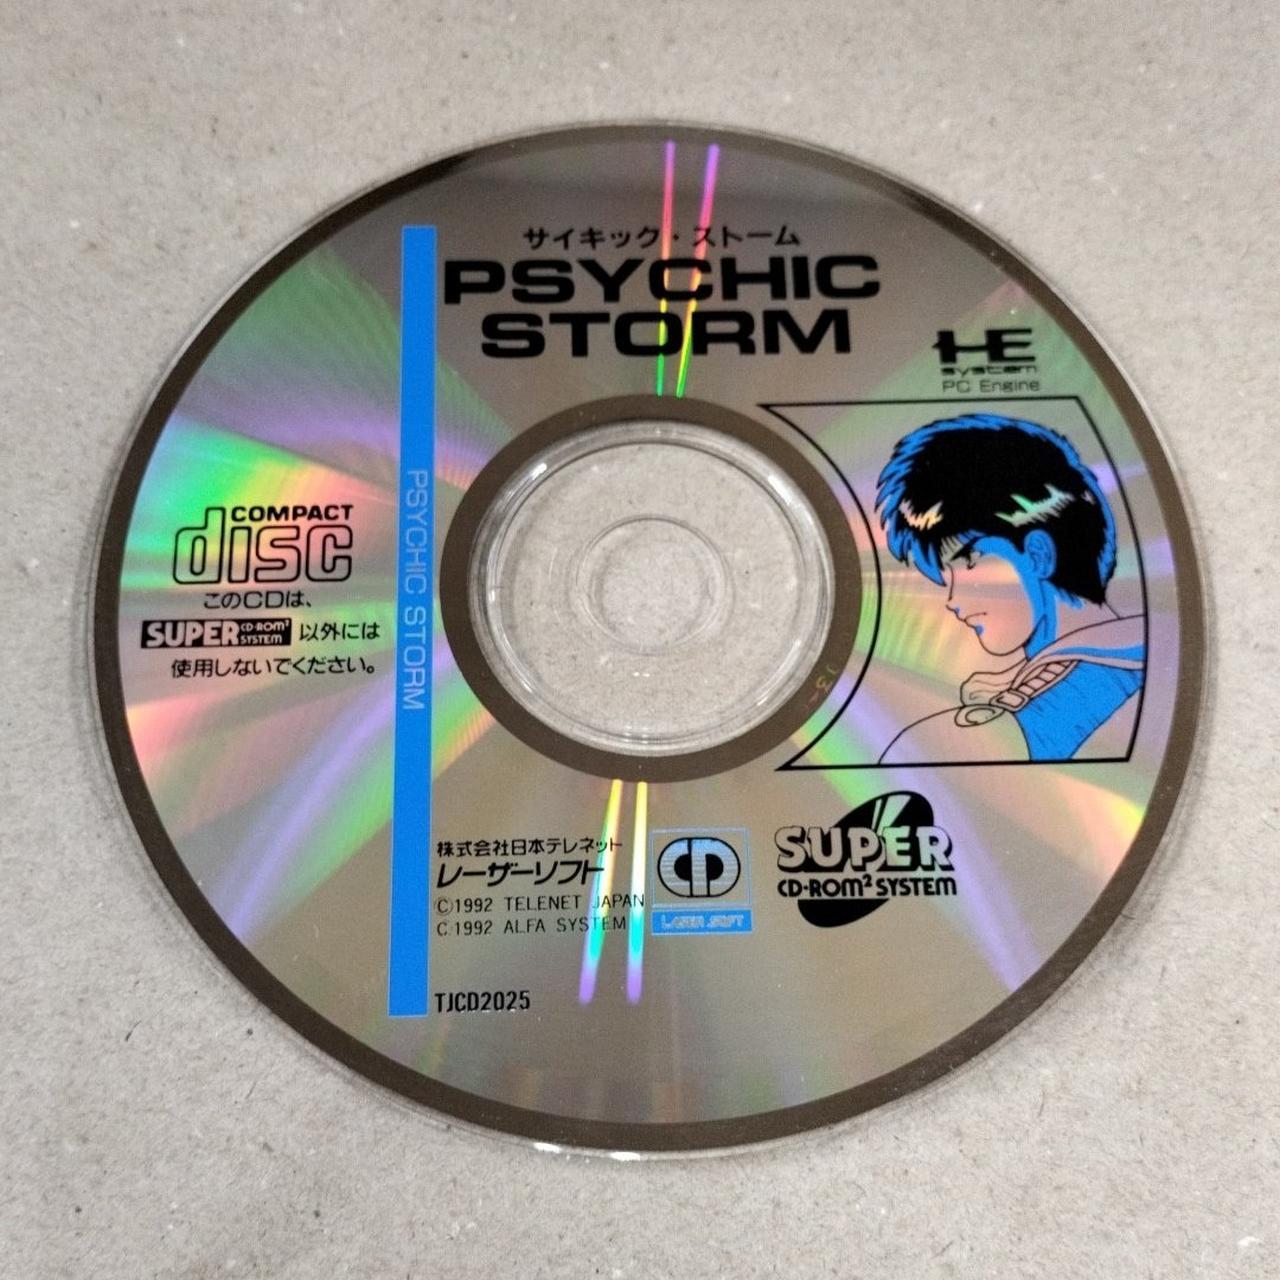 サイキック・ストーム
PSYCHIC
STORM
HE
system
PC Engine
PSYCHIC STORM
COMPACT
disc
このCDは、
SUPER CD-ROM² SYSTEM 以外には
使用しないでください。
株式会社日本テレネット
レーザーソフト
©1992 TELENET JAPAN
©1992 ALFA SYSTEM
CD
LASER SOFT
SUPER
CD-ROM² SYSTEM
TJCD2025